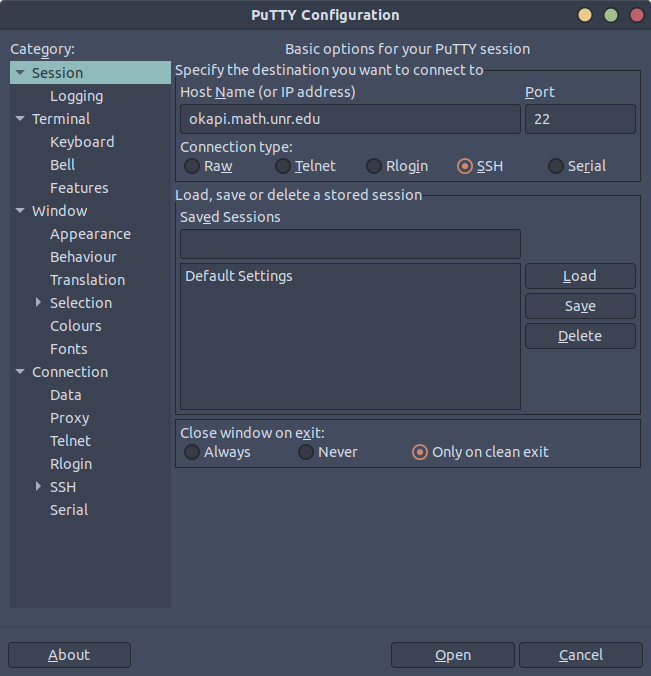 PuTTY Configuration
Category:
Session
Logging
Terminal
Keyboard
Bell
Features
Window
Appearance
Behaviour
Translation
Selection
Colours
Fonts
Connection
Data
Proxy
Telnet
Rlogin
SSH
Serial
Basic options for your PuTTY session
Specify the destination you want to connect to
Host Name (or IP address) Port
okapi.math.unr.edu 22
Connection type:
Raw Telnet Rlogin SSH Serial
Load, save or delete a stored session
Saved Sessions
Default Settings
Load
Save
Delete
Close window on exit:
Always Never Only on clean exit
About Open Cancel